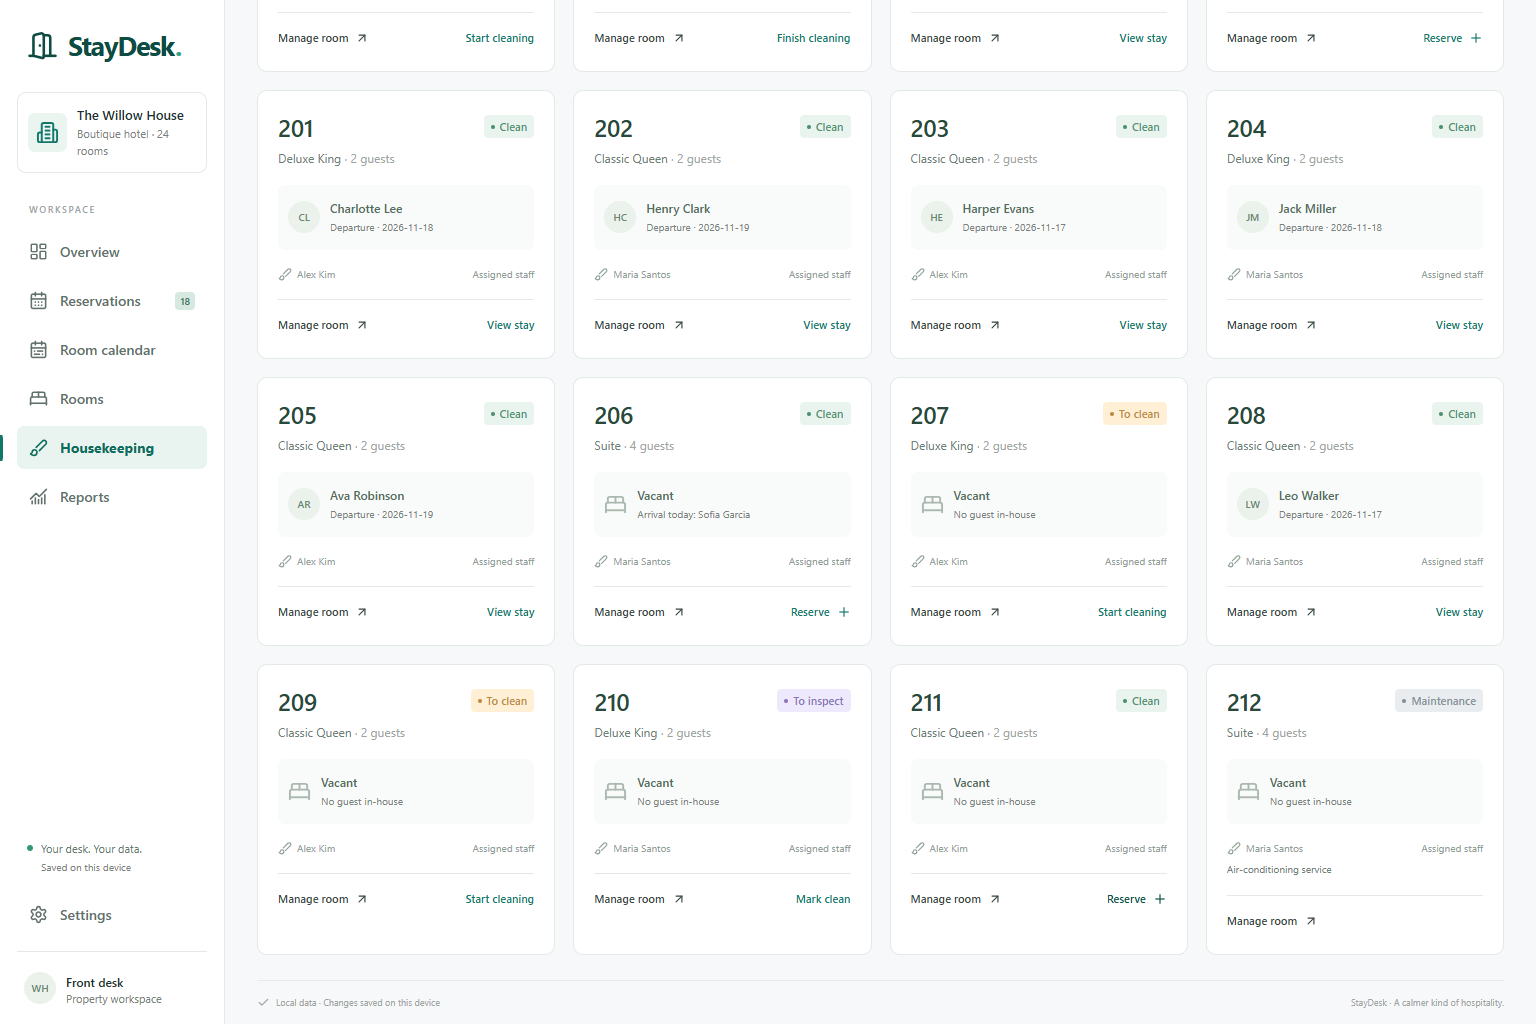 StayDesk.
The Willow House
Boutique hotel · 24
rooms
WORKSPACE
Overview
Reservations 18
Room calendar
Rooms
Housekeeping
Reports
Your desk. Your data.
Saved on this device
Settings
WH Front desk
Property workspace
Manage room Start cleaning
Manage room Finish cleaning
Manage room View stay
Manage room Reserve
201 Clean
Deluxe King · 2 guests
CL Charlotte Lee
Departure · 2026-11-18
Alex Kim Assigned staff
Manage room View stay
202 Clean
Classic Queen · 2 guests
HC Henry Clark
Departure · 2026-11-19
Maria Santos Assigned staff
Manage room View stay
203 Clean
Classic Queen · 2 guests
HE Harper Evans
Departure · 2026-11-17
Alex Kim Assigned staff
Manage room View stay
204 Clean
Deluxe King · 2 guests
JM Jack Miller
Departure · 2026-11-18
Maria Santos Assigned staff
Manage room View stay
205 Clean
Classic Queen · 2 guests
AR Ava Robinson
Departure · 2026-11-19
Alex Kim Assigned staff
Manage room View stay
206 Clean
Suite · 4 guests
Vacant
Arrival today: Sofia Garcia
Maria Santos Assigned staff
Manage room Reserve
207 To clean
Deluxe King · 2 guests
Vacant
No guest in-house
Alex Kim Assigned staff
Manage room Start cleaning
208 Clean
Classic Queen · 2 guests
LW Leo Walker
Departure · 2026-11-17
Maria Santos Assigned staff
Manage room View stay
209 To clean
Classic Queen · 2 guests
Vacant
No guest in-house
Alex Kim Assigned staff
Manage room Start cleaning
210 To inspect
Deluxe King · 2 guests
Vacant
No guest in-house
Maria Santos Assigned staff
Manage room Mark clean
211 Clean
Classic Queen · 2 guests
Vacant
No guest in-house
Alex Kim Assigned staff
Manage room Reserve
212 Maintenance
Suite · 4 guests
Vacant
No guest in-house
Maria Santos Assigned staff
Air-conditioning service
Manage room
Local data · Changes saved on this device
StayDesk · A calmer kind of hospitality.